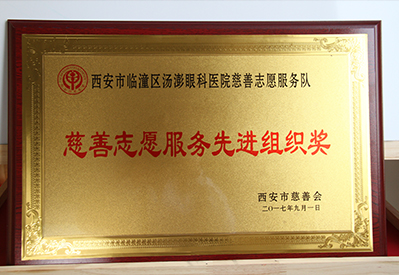 西安市临潼区汤澎眼科医院慈善志愿服务队
慈善志愿服务先进组织奖
西安市慈善会
二〇一七年九月一日